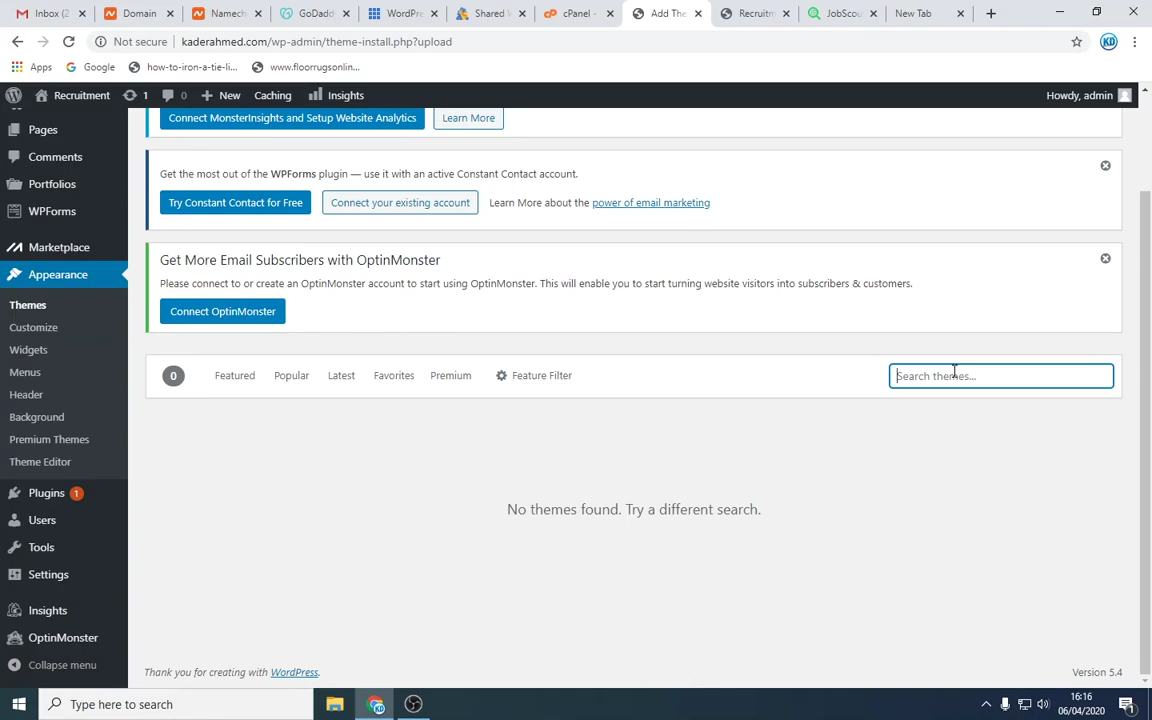 Inbox (2
Domain
Namech
GoDadd
WordPre
Shared W
cPanel -
Add The
Recruitm
JobScou
New Tab
Not secure
kaderahmed.com/wp-admin/theme-install.php?upload
KD
Apps
Google
how-to-iron-a-tie-li...
www.floorrugsonlin...
Recruitment
1
0
New
Caching
Insights
Howdy, admin
Pages
Comments
Portfolios
WPForms
Marketplace
Appearance
Themes
Customize
Widgets
Menus
Header
Background
Premium Themes
Theme Editor
Plugins 1
Users
Tools
Settings
Insights
OptinMonster
Collapse menu
Connect MonsterInsights and Setup Website Analytics
Learn More
Get the most out of the WPForms plugin — use it with an active Constant Contact account.
Try Constant Contact for Free
Connect your existing account
Learn More about the power of email marketing
Get More Email Subscribers with OptinMonster
Please connect to or create an OptinMonster account to start using OptinMonster. This will enable you to start turning website visitors into subscribers & customers.
Connect OptinMonster
0
Featured
Popular
Latest
Favorites
Premium
Feature Filter
Search themes...
No themes found. Try a different search.
Thank you for creating with WordPress.
Version 5.4
Type here to search
16:16
06/04/2020
1